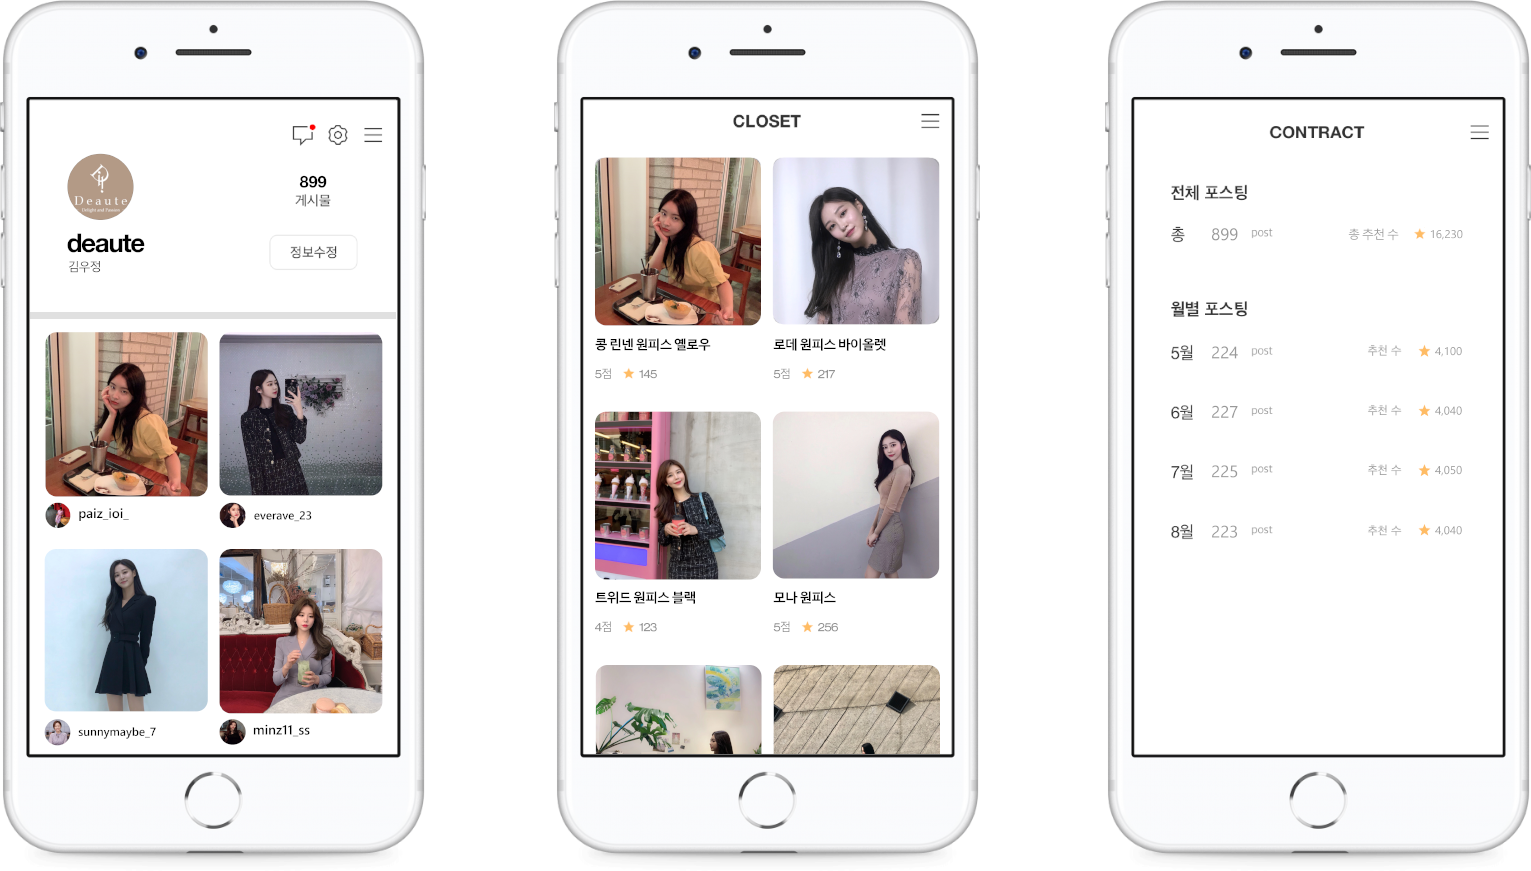 Deaute
Delight and Passion
899
게시물
deaute
김우정
정보수정
paiz_ioi_
everave_23
sunnymaybe_7
minz11_ss
CLOSET
콩 린넨 원피스 옐로우
로데 원피스 바이올렛
5점 ★ 145
5점 ★ 217
트위드 원피스 블랙
모나 원피스
4점 ★ 123
5점 ★ 256
CONTRACT
전체 포스팅
총 899 post 총 추천 수 ★ 16,230
월별 포스팅
5월 224 post 추천 수 ★ 4,100
6월 227 post 추천 수 ★ 4,040
7월 225 post 추천 수 ★ 4,050
8월 223 post 추천 수 ★ 4,040